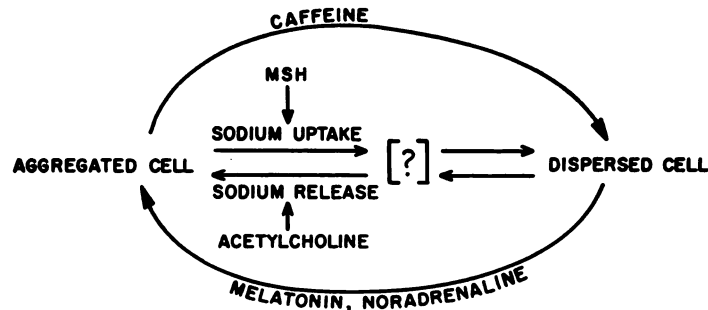 CAFFEINE
MSH
SODIUM UPTAKE
AGGREGATED CELL
[?]
DISPERSED CELL
SODIUM RELEASE
ACETYLCHOLINE
MELATONIN, NORADRENALINE